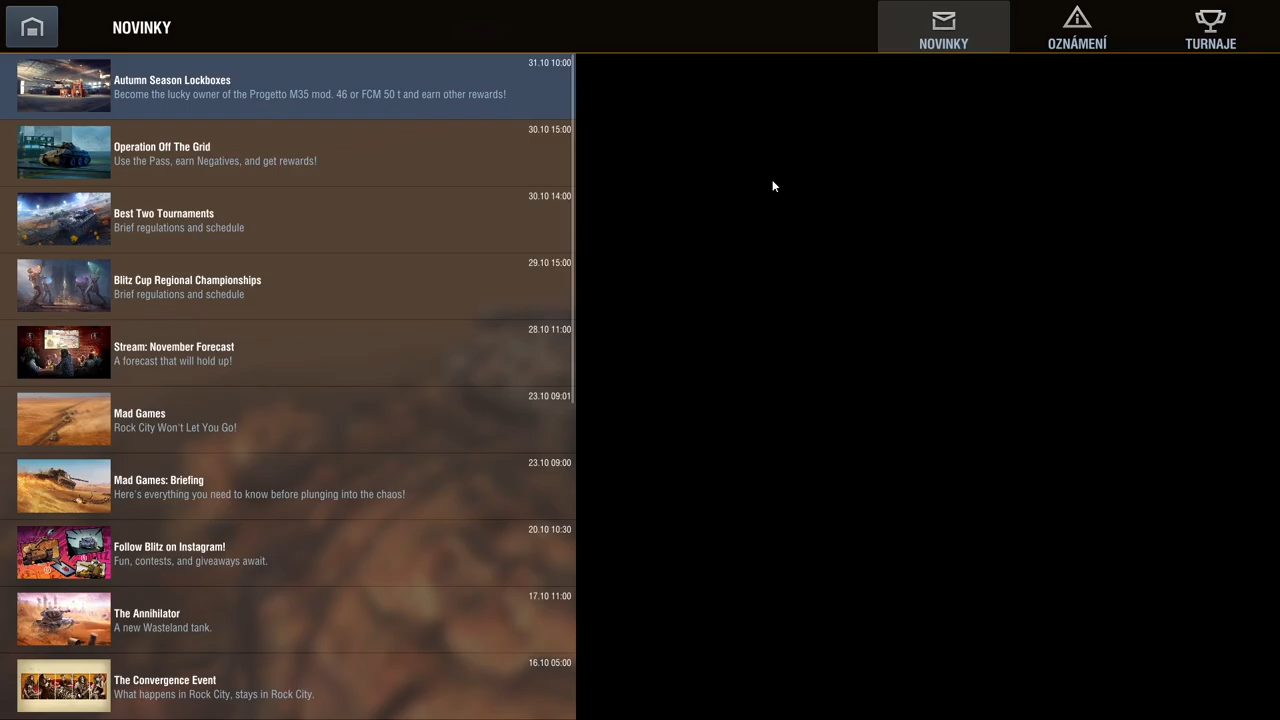 NOVINKY
NOVINKY
OZNÁMENÍ
TURNAJE
31.10 10:00
Autumn Season Lockboxes
Become the lucky owner of the Progetto M35 mod. 46 or FCM 50 t and earn other rewards!
30.10 15:00
Operation Off The Grid
Use the Pass, earn Negatives, and get rewards!
30.10 14:00
Best Two Tournaments
Brief regulations and schedule
29.10 15:00
Blitz Cup Regional Championships
Brief regulations and schedule
28.10 11:00
Stream: November Forecast
A forecast that will hold up!
23.10 09:01
Mad Games
Rock City Won't Let You Go!
23.10 09:00
Mad Games: Briefing
Here's everything you need to know before plunging into the chaos!
20.10 10:30
Follow Blitz on Instagram!
Fun, contests, and giveaways await.
17.10 11:00
The Annihilator
A new Wasteland tank.
16.10 05:00
The Convergence Event
What happens in Rock City, stays in Rock City.